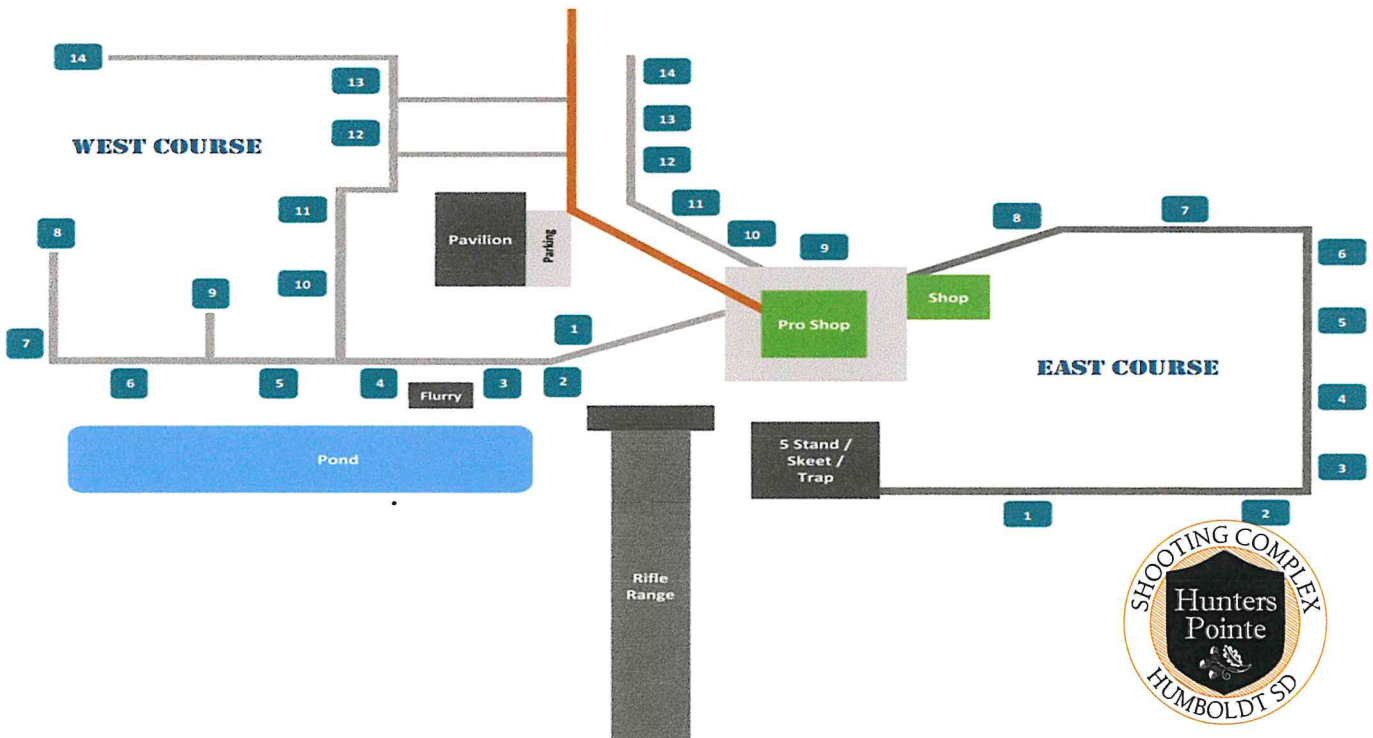 14
13
12
WEST COURSE
11
8
10
9
7
6
5
4
3
2
1
Flurry
Pond
Pavilion
Parking
14
13
12
11
10
9
8
7
6
5
4
3
2
1
Pro Shop
Shop
EAST COURSE
5 Stand /
Skeet /
Trap
Rifle
Range
SHOOTING COMPLEX
Hunters
Pointe
HUMBOLDT SD